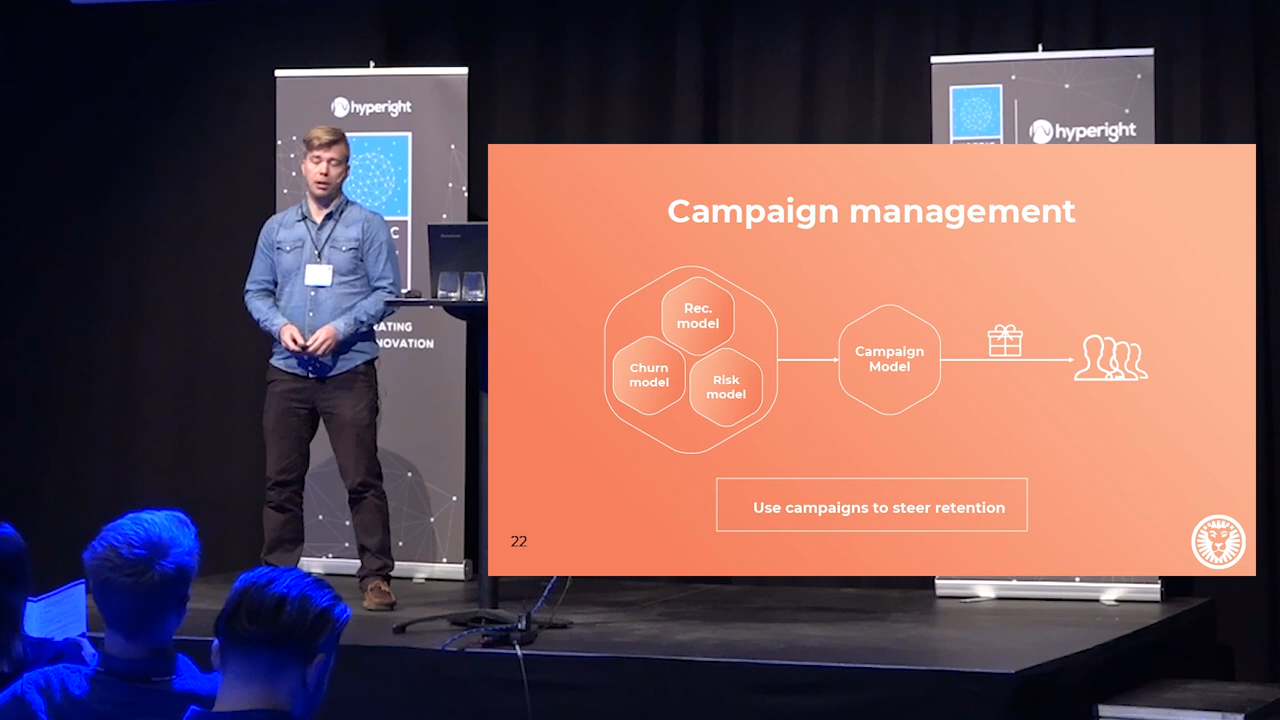 hyperight
C
RATING
NOVATION
hyperight
Campaign management
Rec.
model
Churn
model
Risk
model
Campaign
Model
Use campaigns to steer retention
22